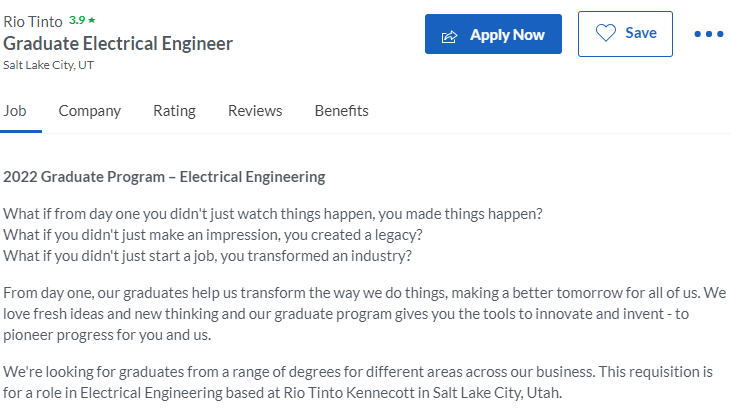 Rio Tinto 3.9 ★
Graduate Electrical Engineer
Salt Lake City, UT
Apply Now
Save
Job Company Rating Reviews Benefits
2022 Graduate Program – Electrical Engineering
What if from day one you didn't just watch things happen, you made things happen?
What if you didn't just make an impression, you created a legacy?
What if you didn't just start a job, you transformed an industry?
From day one, our graduates help us transform the way we do things, making a better tomorrow for all of us. We
love fresh ideas and new thinking and our graduate program gives you the tools to innovate and invent - to
pioneer progress for you and us.
We're looking for graduates from a range of degrees for different areas across our business. This requisition is
for a role in Electrical Engineering based at Rio Tinto Kennecott in Salt Lake City, Utah.